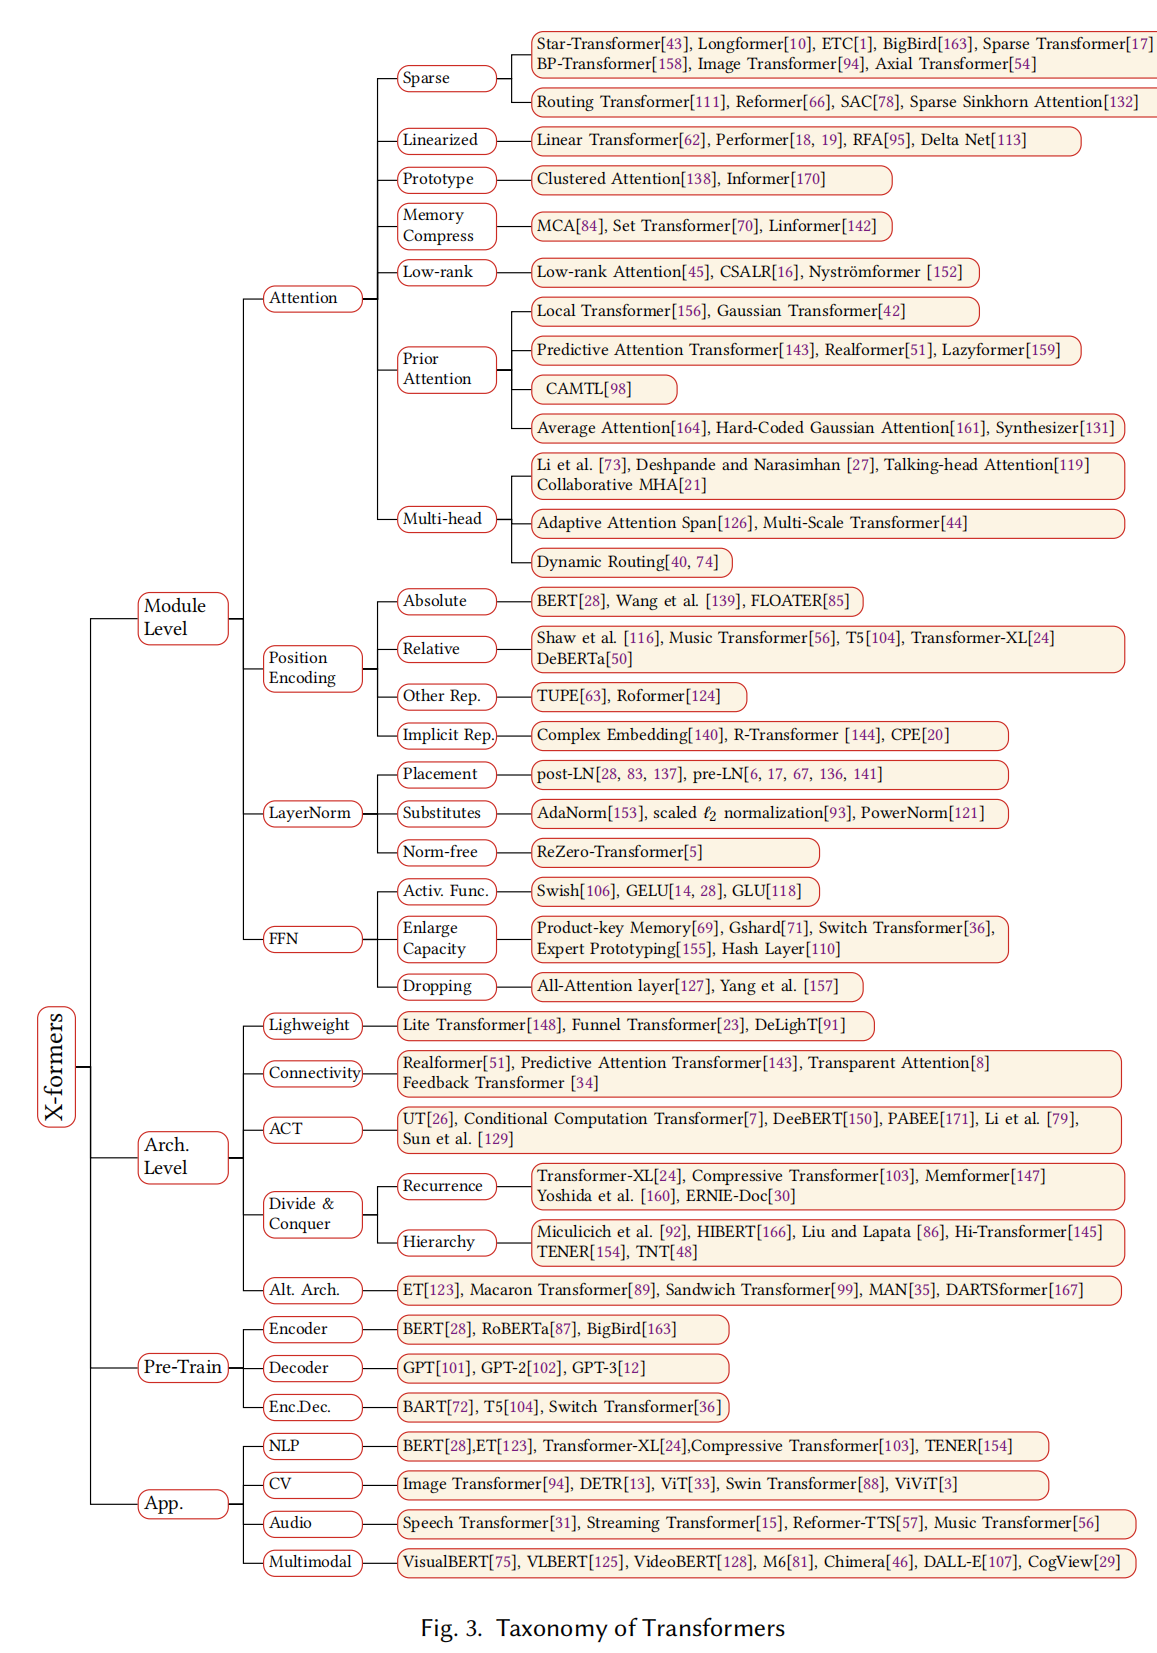 Star-Transformer[43], Longformer[10], ETC[1], BigBird[163], Sparse Transformer[17]
BP-Transformer[158], Image Transformer[94], Axial Transformer[54]
Sparse
Routing Transformer[111], Reformer[66], SAC[78], Sparse Sinkhorn Attention[132]
Linearized
Linear Transformer[62], Performer[18, 19], RFA[95], Delta Net[113]
Prototype
Clustered Attention[138], Informer[170]
Memory
Compress
MCA[84], Set Transformer[70], Linformer[142]
Low-rank
Low-rank Attention[45], CSALR[16], Nyströmformer [152]
Attention
Local Transformer[156], Gaussian Transformer[42]
Predictive Attention Transformer[143], Realformer[51], Lazyformer[159]
Prior
Attention
CAMTL[98]
Average Attention[164], Hard-Coded Gaussian Attention[161], Synthesizer[131]
Li et al. [73], Deshpande and Narasimhan [27], Talking-head Attention[119]
Collaborative MHA[21]
Multi-head
Adaptive Attention Span[126], Multi-Scale Transformer[44]
Dynamic Routing[40, 74]
Module
Level
Absolute
BERT[28], Wang et al. [139], FLOATER[85]
Relative
Shaw et al. [116], Music Transformer[56], T5[104], Transformer-XL[24]
DeBERTa[50]
Position
Encoding
Other Rep.
TUPE[63], Roformer[124]
Implicit Rep.
Complex Embedding[140], R-Transformer [144], CPE[20]
Placement
post-LN[28, 83, 137], pre-LN[6, 17, 67, 136, 141]
LayerNorm
Substitutes
AdaNorm[153], scaled ℓ2 normalization[93], PowerNorm[121]
Norm-free
ReZero-Transformer[5]
Activ. Func.
Swish[106], GELU[14, 28], GLU[118]
FFN
Enlarge
Capacity
Product-key Memory[69], Gshard[71], Switch Transformer[36],
Expert Prototyping[155], Hash Layer[110]
Dropping
All-Attention layer[127], Yang et al. [157]
X-formers
Lighweight
Lite Transformer[148], Funnel Transformer[23], DeLighT[91]
Connectivity
Realformer[51], Predictive Attention Transformer[143], Transparent Attention[8]
Feedback Transformer [34]
ACT
UT[26], Conditional Computation Transformer[7], DeeBERT[150], PABEE[171], Li et al. [79],
Sun et al. [129]
Arch.
Level
Divide &
Conquer
Recurrence
Transformer-XL[24], Compressive Transformer[103], Memformer[147]
Yoshida et al. [160], ERNIE-Doc[30]
Hierarchy
Miculicich et al. [92], HIBERT[166], Liu and Lapata [86], Hi-Transformer[145]
TENER[154], TNT[48]
Alt. Arch.
ET[123], Macaron Transformer[89], Sandwich Transformer[99], MAN[35], DARTSformer[167]
Encoder
BERT[28], RoBERTa[87], BigBird[163]
Pre-Train
Decoder
GPT[101], GPT-2[102], GPT-3[12]
Enc.Dec.
BART[72], T5[104], Switch Transformer[36]
NLP
BERT[28],ET[123], Transformer-XL[24],Compressive Transformer[103], TENER[154]
CV
Image Transformer[94], DETR[13], ViT[33], Swin Transformer[88], ViViT[3]
App.
Audio
Speech Transformer[31], Streaming Transformer[15], Reformer-TTS[57], Music Transformer[56]
Multimodal
VisualBERT[75], VLBERT[125], VideoBERT[128], M6[81], Chimera[46], DALL-E[107], CogView[29]
Fig. 3. Taxonomy of Transformers